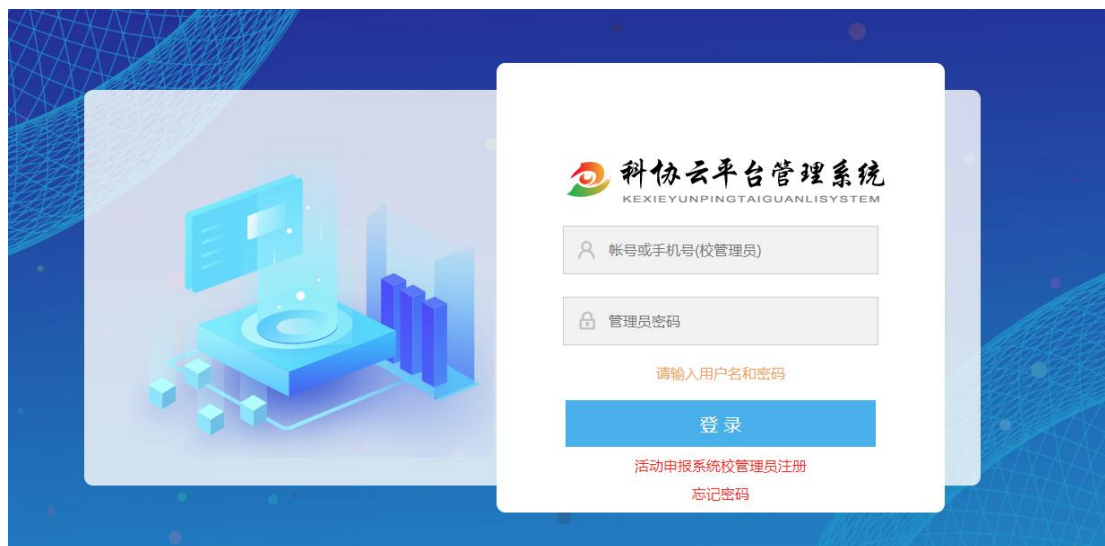 科协云平台管理系统
KEXIEYUNPINGTAIGUANLISYSTEM
帐号或手机号(校管理员)
管理员密码
请输入用户名和密码
登录
活动申报系统校管理员注册
忘记密码